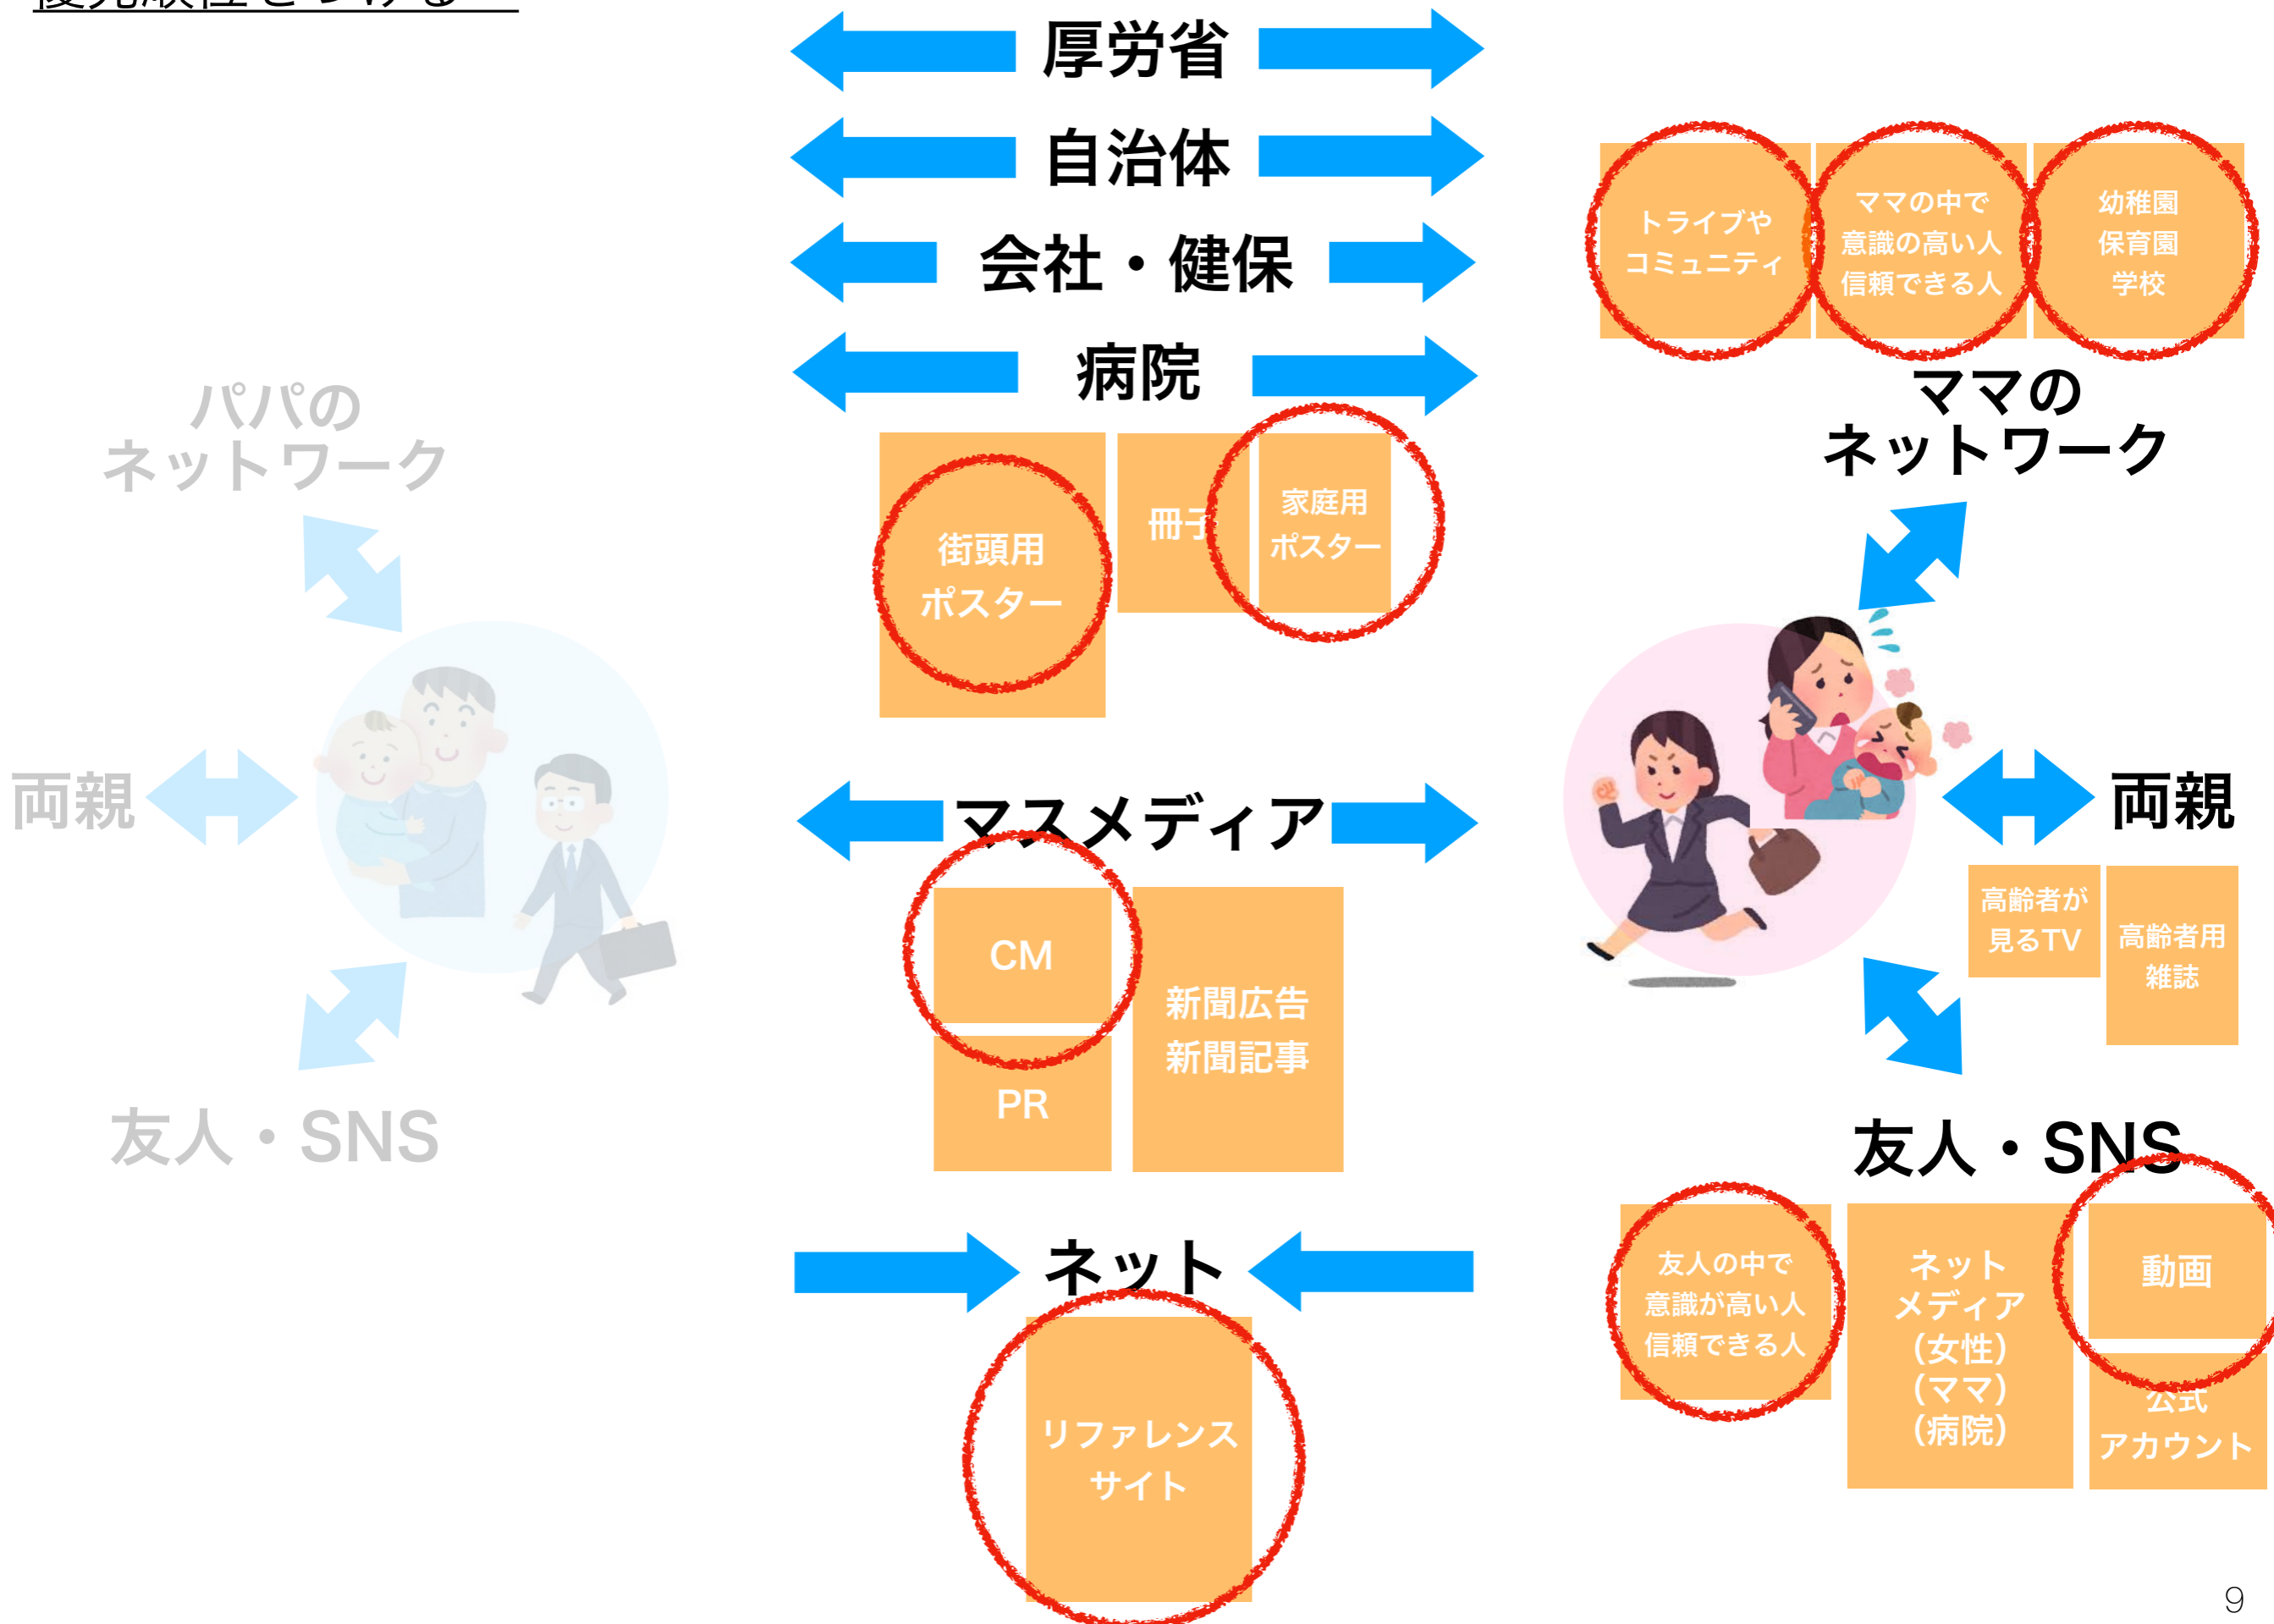 優先順位をつける
厚労省
自治体
会社・健保
病院
街頭用
ポスター
冊子
家庭用
ポスター
マスメディア
CM
PR
新聞広告
新聞記事
ネット
リファレンス
サイト
パパの
ネットワーク
両親
友人・SNS
トライブや
コミュニティ
ママの中で
意識の高い人
信頼できる人
幼稚園
保育園
学校
ママの
ネットワーク
両親
高齢者が
見るTV
高齢者用
雑誌
友人・SNS
友人の中で
意識が高い人
信頼できる人
ネット
メディア
（女性）
（ママ）
（病院）
動画
公式
アカウント
9